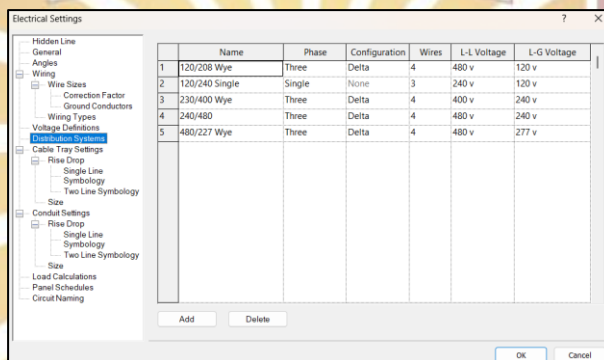 Electrical Settings ? ×
Hidden Line
General
Angles
Wiring
Wire Sizes
Correction Factor
Ground Conductors
Wiring Types
Voltage Definitions
Distribution Systems
Cable Tray Settings
Rise Drop
Single Line
Symbology
Two Line Symbology
Size
Conduit Settings
Rise Drop
Single Line
Symbology
Two Line Symbology
Size
Load Calculations
Panel Schedules
Circuit Naming
Name Phase Configuration Wires L-L Voltage L-G Voltage
1 120/208 Wye Three Delta 4 480 v 120 v
2 120/240 Single Single None 3 240 v 120 v
3 230/400 Wye Three Delta 4 400 v 240 v
4 240/480 Three Delta 4 480 v 240 v
5 480/227 Wye Three Delta 4 480 v 277 v
Add Delete
OK Cancel